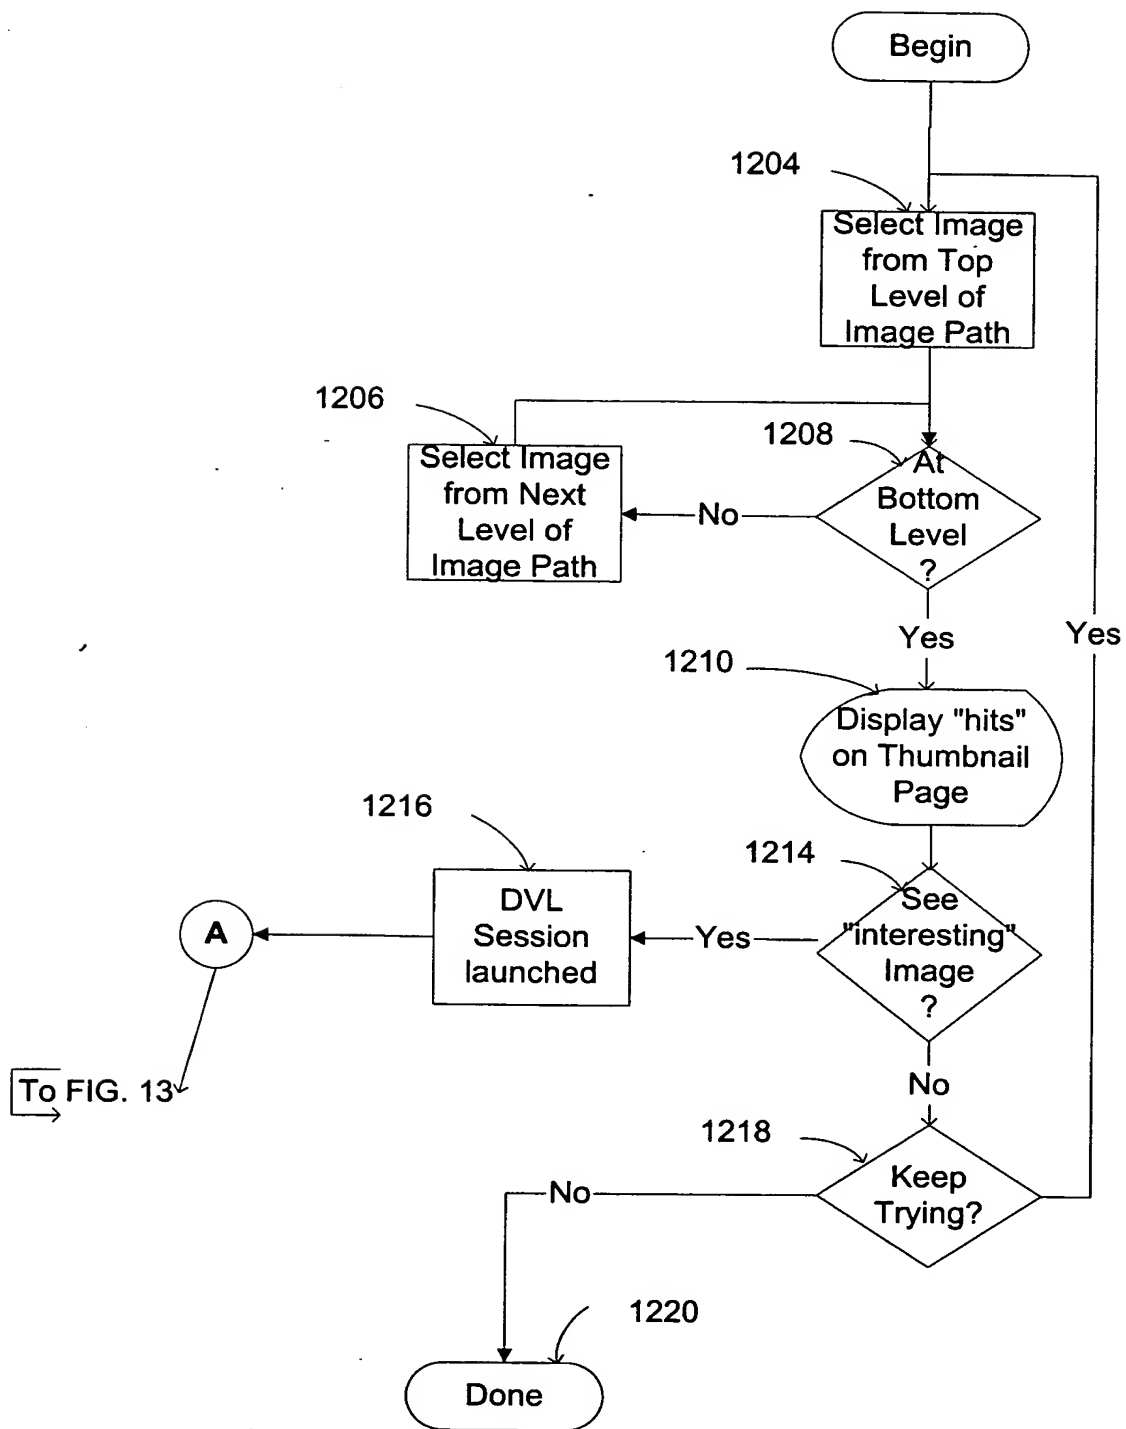 Begin
1204
Select Image
from Top
Level of
Image Path
1206
Select Image
from Next
Level of
Image Path
1208
At
Bottom
Level
?
No
Yes
Yes
1210
Display "hits"
on Thumbnail
Page
1216
DVL
Session
launched
1214
See
"interesting"
Image
?
Yes
A
To FIG. 13
No
1218
Keep
Trying?
No
1220
Done